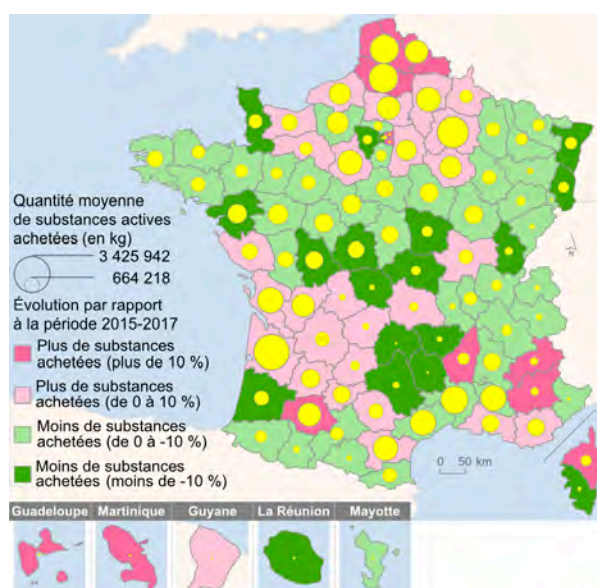 Quantité moyenne
de substances actives
achetées (en kg)
3 425 942
664 218
Évolution par rapport
à la période 2015-2017
Plus de substances
achetées (plus de 10 %)
Plus de substances
achetées (de 0 à 10 %)
Moins de substances
achetées (de 0 à -10 %)
Moins de substances
achetées (moins de -10 %)
N
0 50 km
Guadeloupe Martinique Guyane La Réunion Mayotte